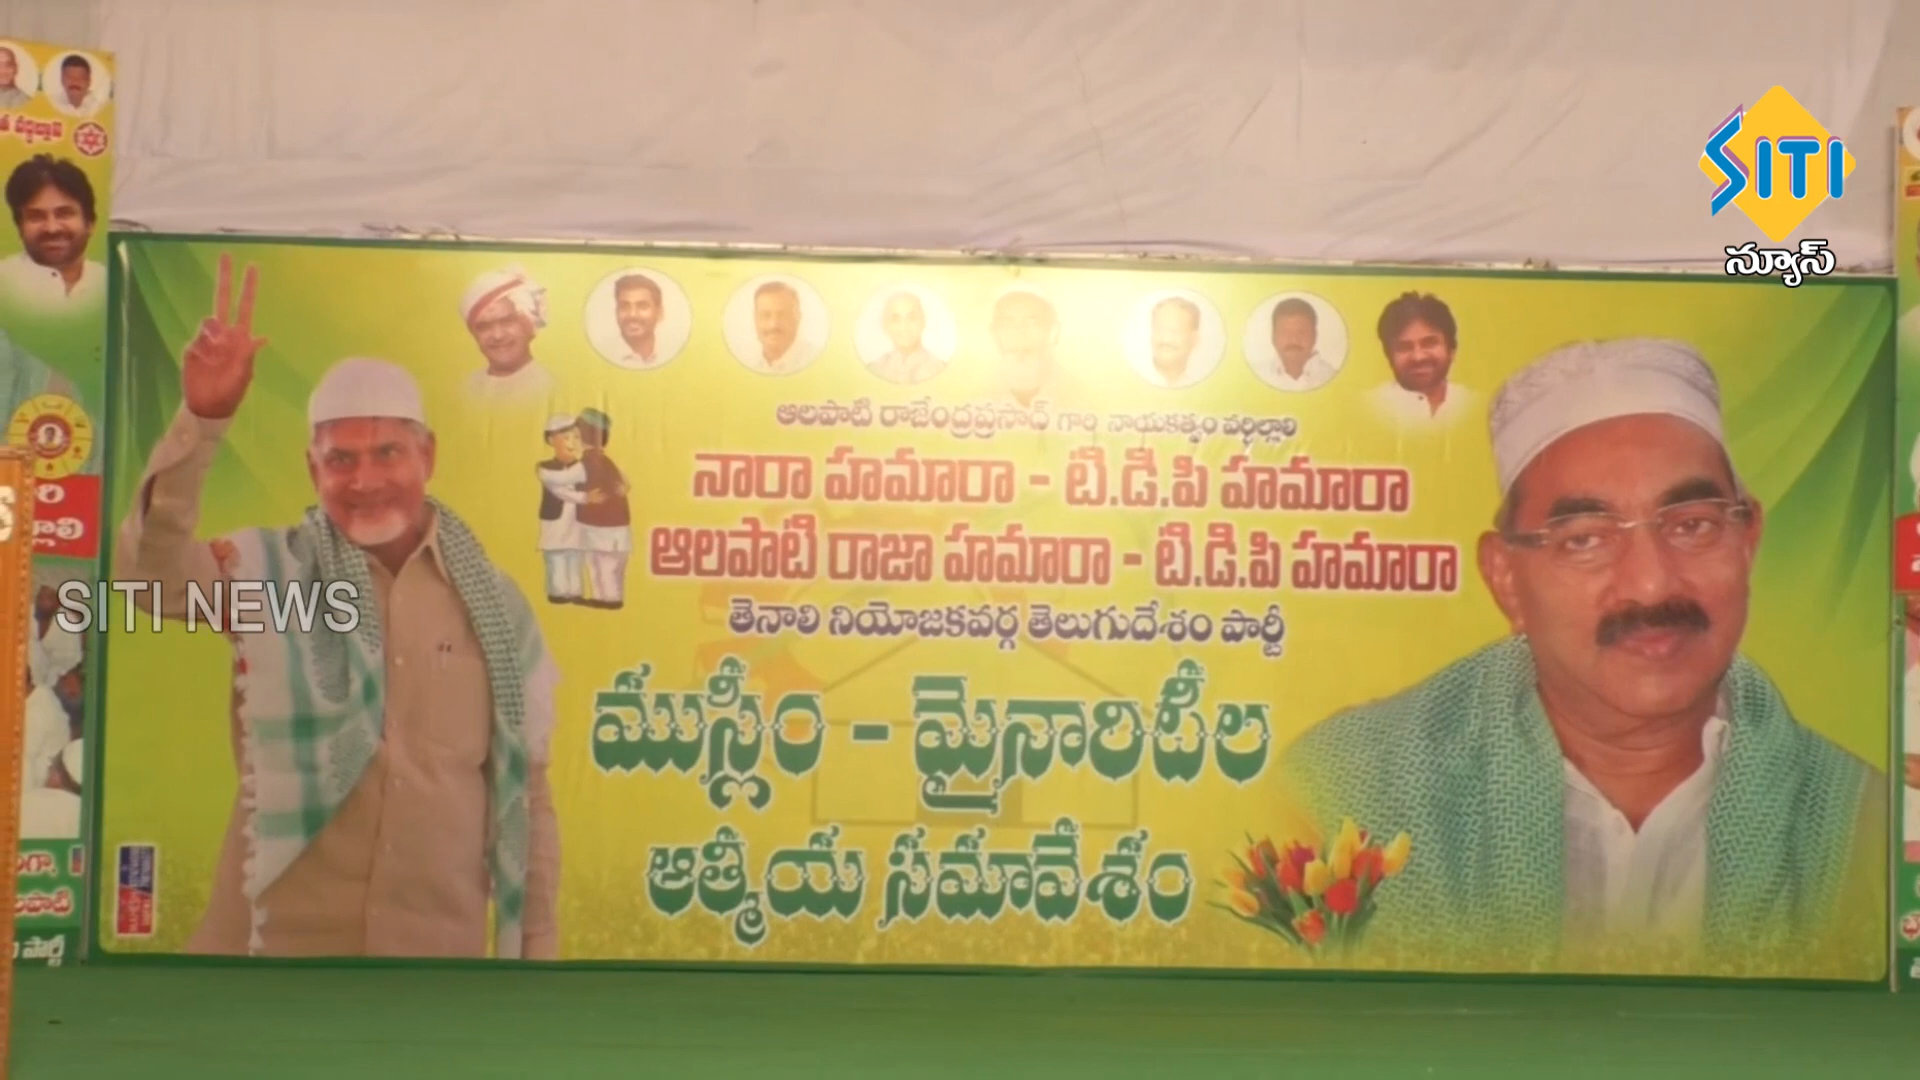 SITI
న్యూస్
ఆలపాటి రాజేంద్రప్రసాద్ గారి నాయకత్వం వర్ధిల్లాలి
నారా హమారా - టి.డి.పి హమారా
ఆలపాటి రాజా హమారా - టి.డి.పి హమారా
తెనాలి నియోజకవర్గ తెలుగుదేశం పార్టీ
ముస్లీం - మైనారిటీల
ఆత్మీయ సమావేశం
SITI NEWS
పార్టీ